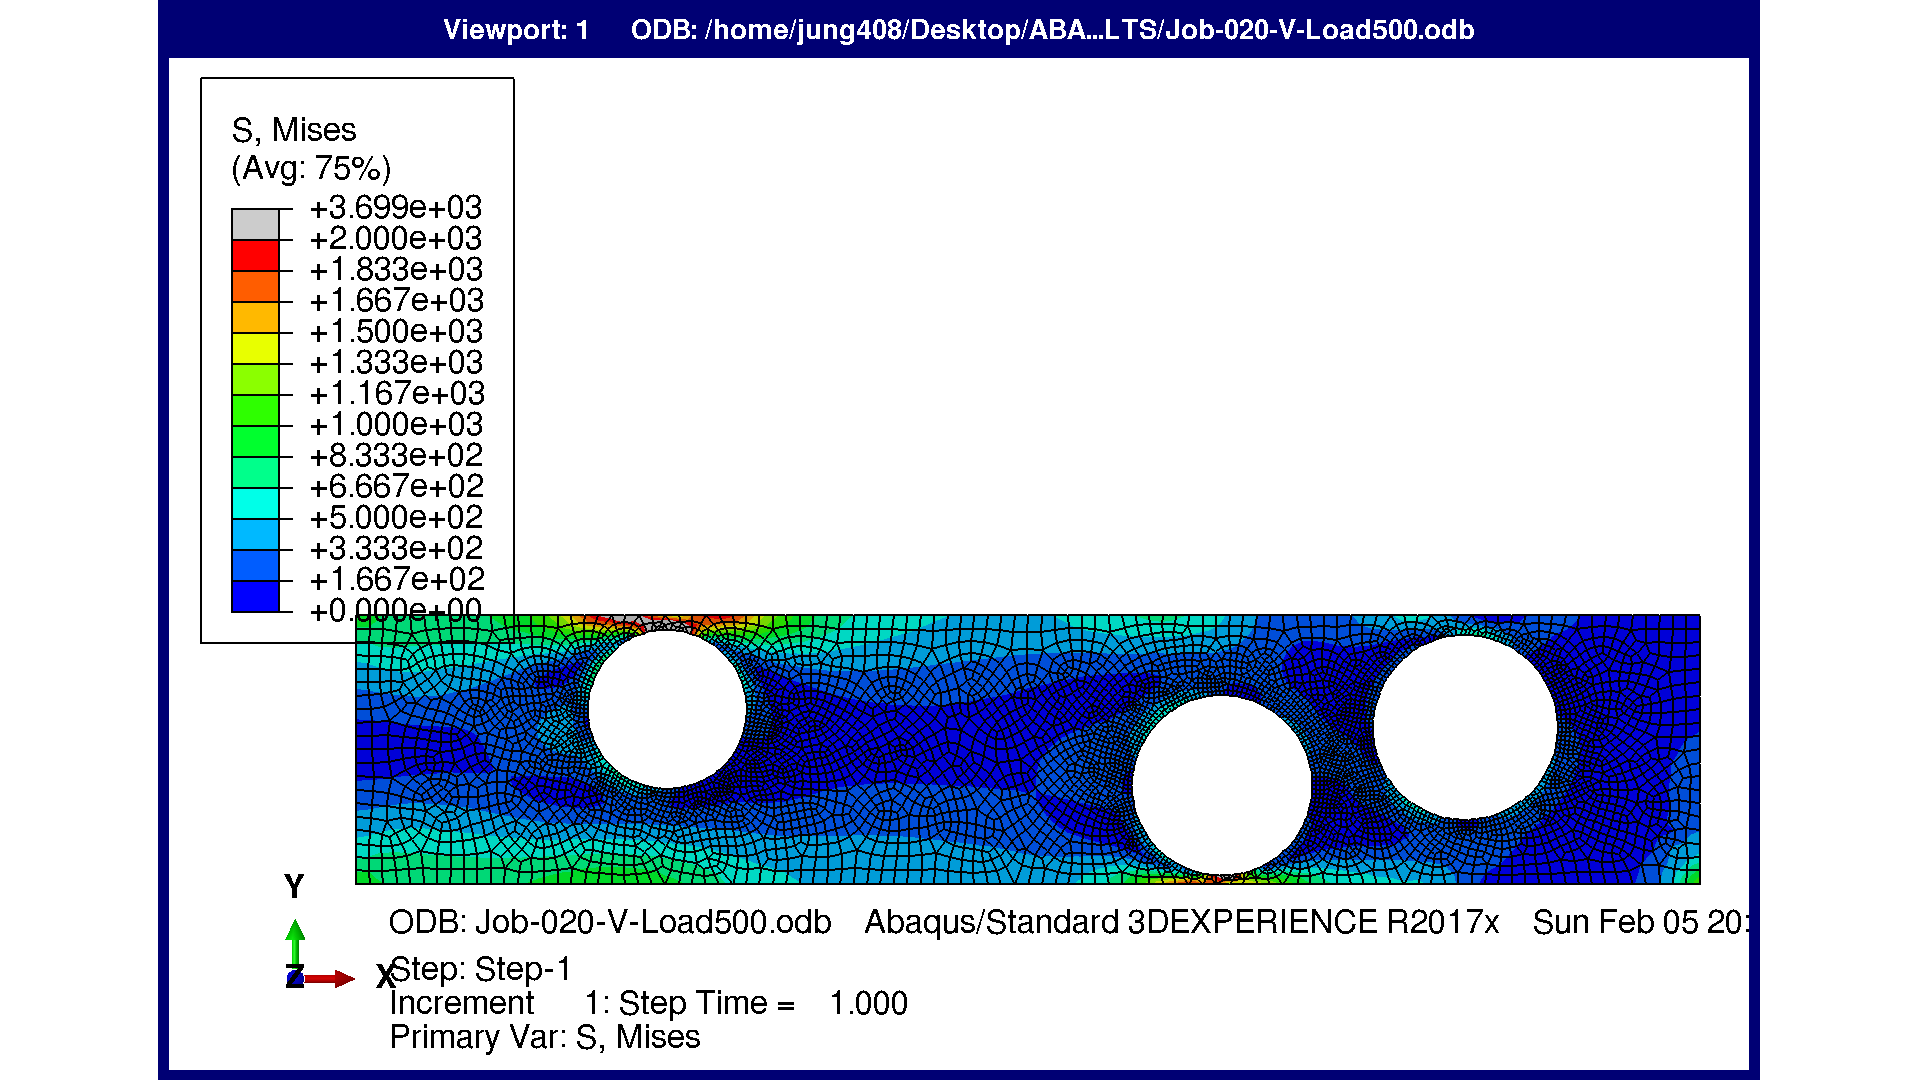 Viewport: 1 ODB: /home/jung408/Desktop/ABA...LTS/Job-020-V-Load500.odb
S, Mises
(Avg: 75%)
+3.699e+03
+2.000e+03
+1.833e+03
+1.667e+03
+1.500e+03
+1.333e+03
+1.167e+03
+1.000e+03
+8.333e+02
+6.667e+02
+5.000e+02
+3.333e+02
+1.667e+02
+0.000e+00
Y
Z
X
ODB: Job-020-V-Load500.odb Abaqus/Standard 3DEXPERIENCE R2017x Sun Feb 05 20:
Step: Step-1
Increment 1: Step Time = 1.000
Primary Var: S, Mises